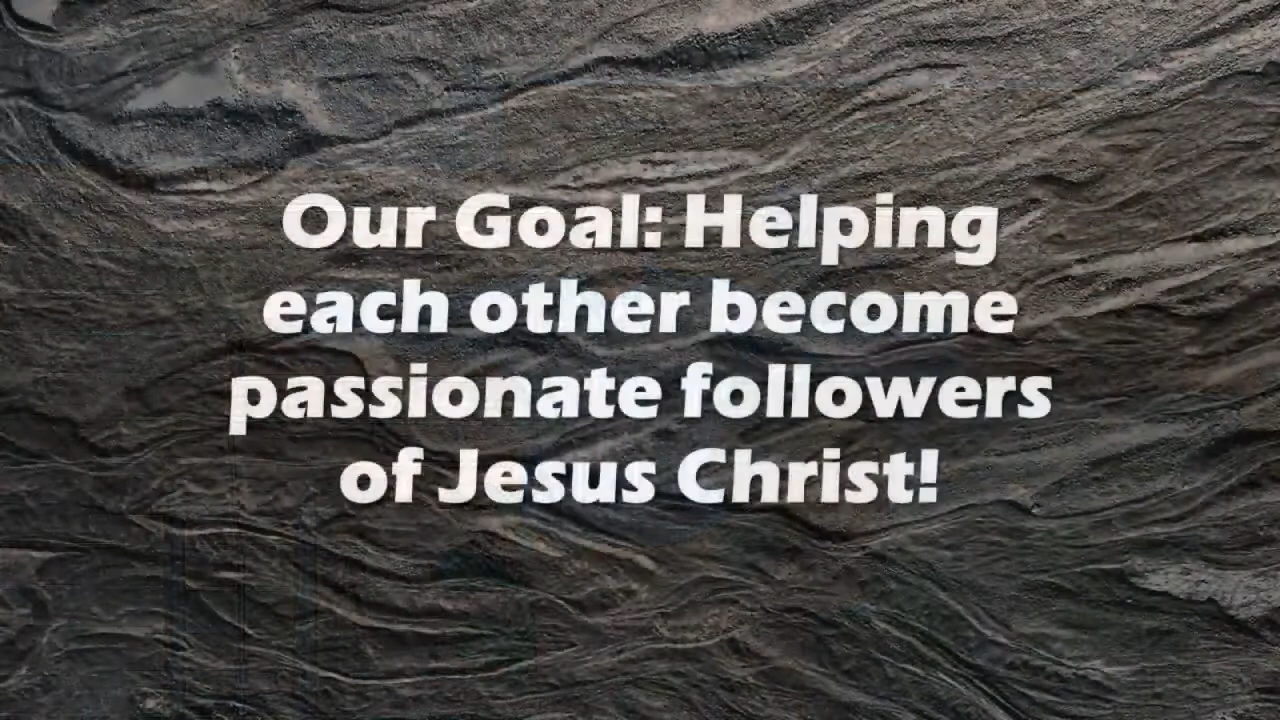 Our Goal: Helping
each other become
passionate followers
of Jesus Christ!